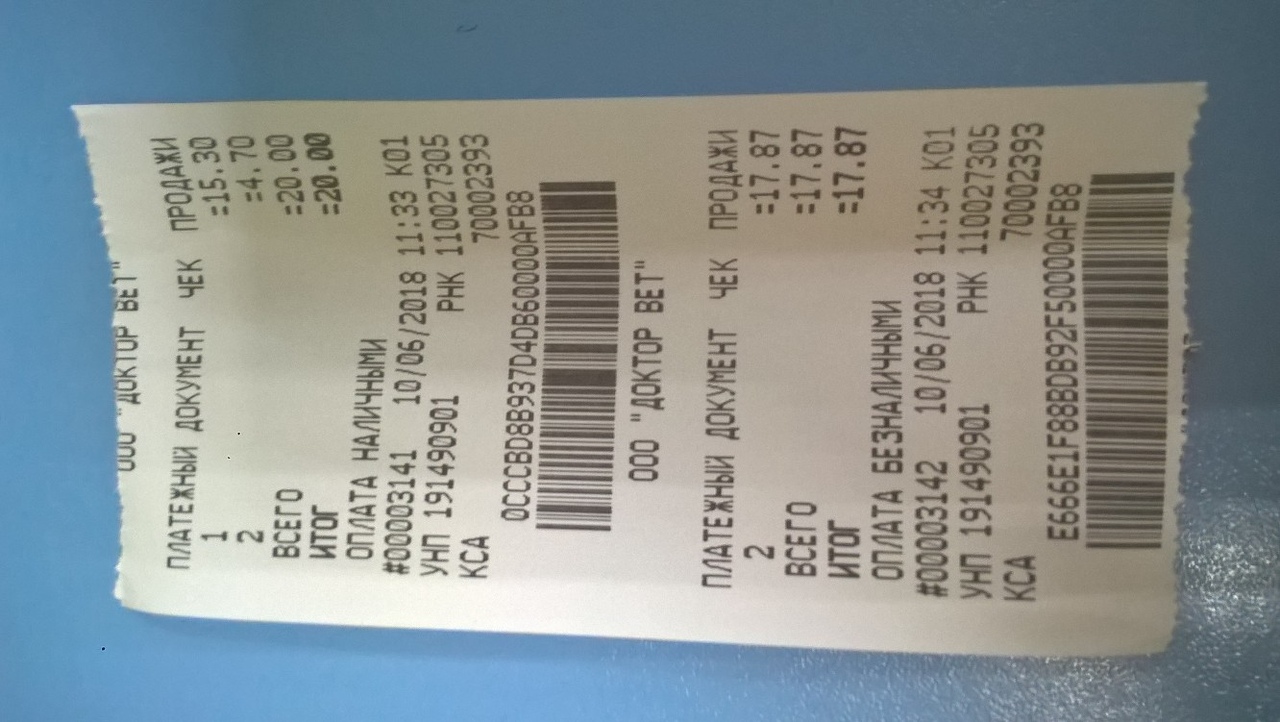 ООО "ДОКТОР ВЕТ"
ПЛАТЕЖНЫЙ ДОКУМЕНТ ЧЕК ПРОДАЖИ
1 =15.30
2 =4.70
ВСЕГО =20.00
ИТОГ =20.00
ОПЛАТА НАЛИЧНЫМИ
#00003141 10/06/2018 11:33 К01
УНП 191490901 РНК 110027305
КСА 70002393
0CCCBD8B937D4DB60000AFB8
ООО "ДОКТОР ВЕТ"
ПЛАТЕЖНЫЙ ДОКУМЕНТ ЧЕК ПРОДАЖИ
2 =17.87
ВСЕГО =17.87
ИТОГ =17.87
ОПЛАТА БЕЗНАЛИЧНЫМИ
#00003142 10/06/2018 11:34 К01
УНП 191490901 РНК 110027305
КСА 70002393
E666E1F88BDB92F50000AFB8